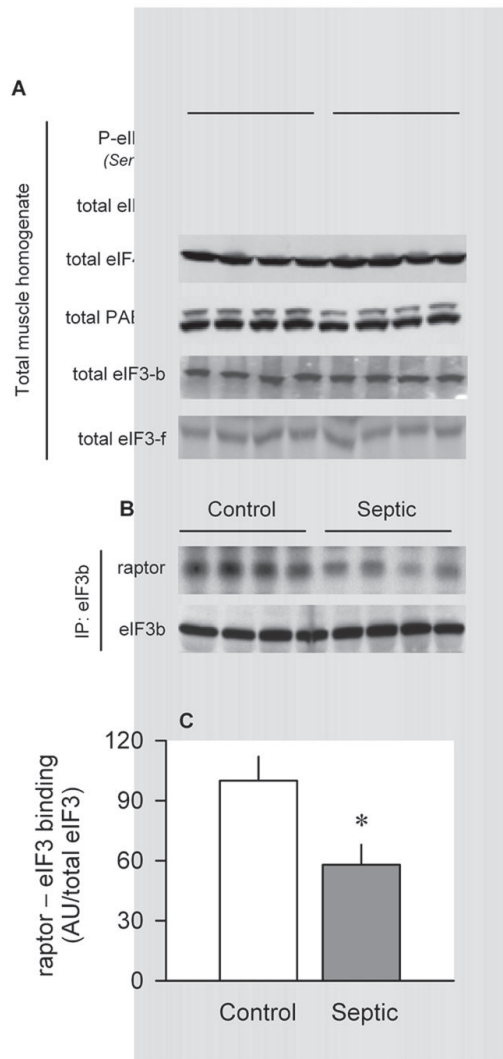 A
Total muscle homogenate
P-eI
(Ser
total eI
total eIF
total PA
total eIF3-b
total eIF3-f
B
Control Septic
IP: eIF3b
raptor
eIF3b
C
raptor – eIF3 binding
(AU/total eIF3)
120
90
60
30
0
*
Control Septic